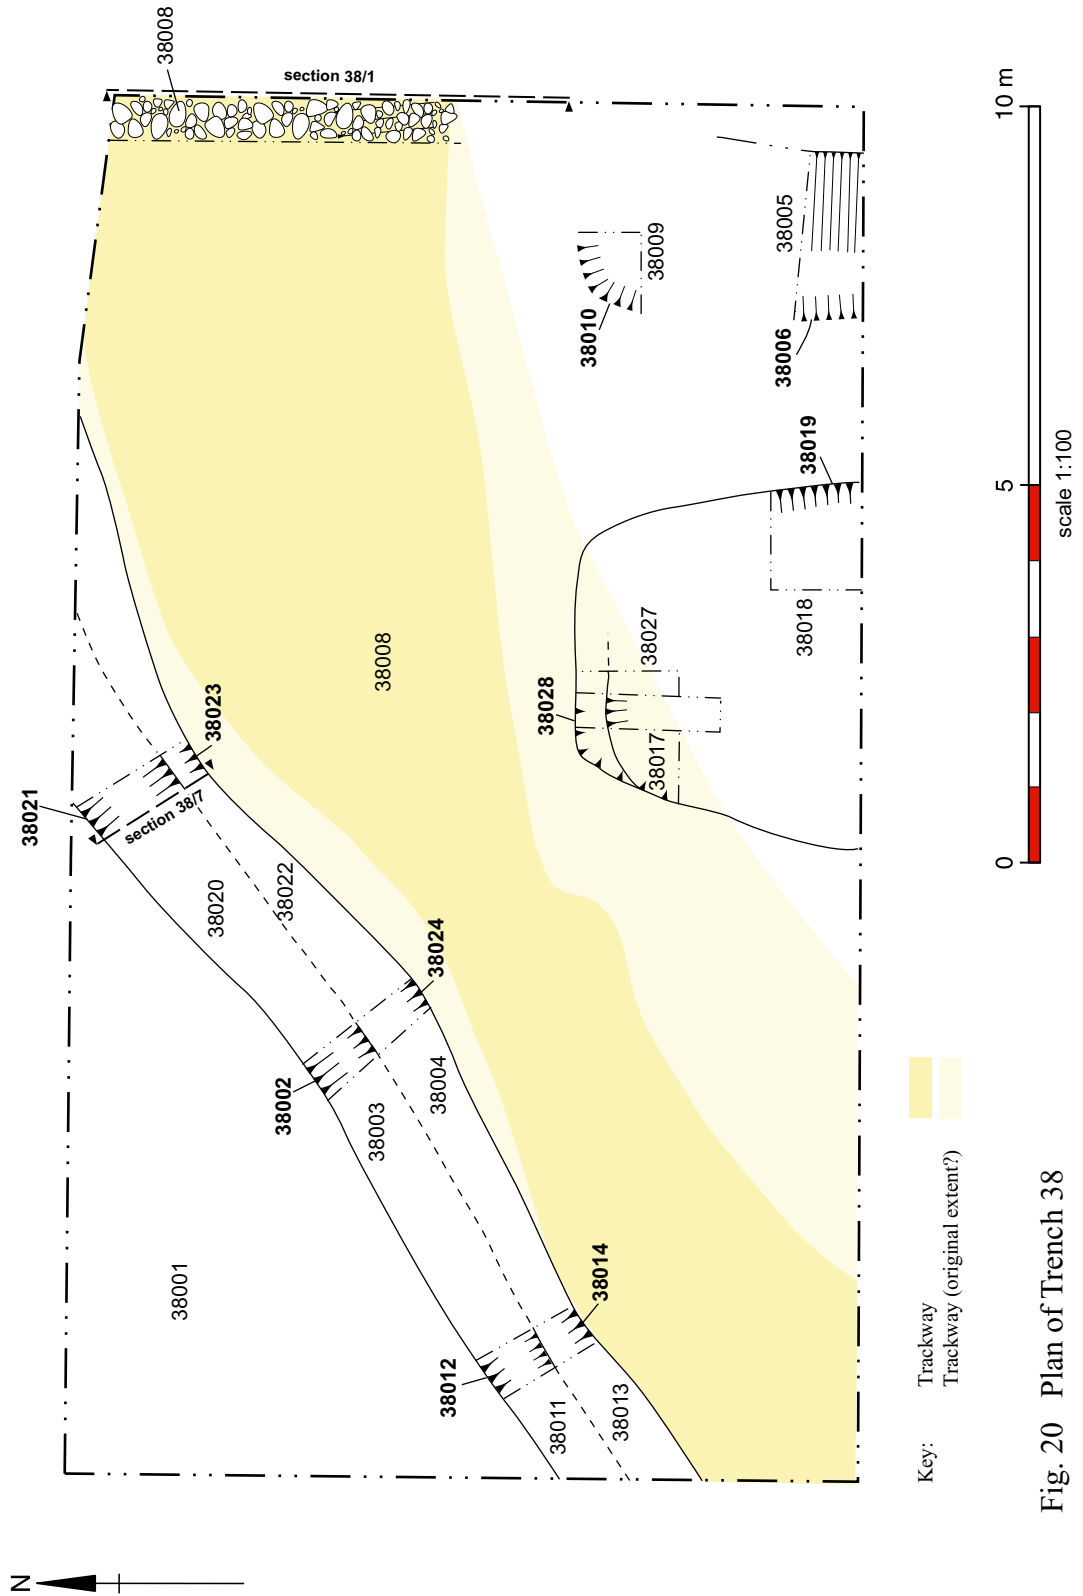 38008
section 38/1
38009
38010
38005
38006
38019
38018
38027
38028
38017
38008
38023
38021
section 38/7
38020
38022
38024
38002
38004
38003
38001
38014
38012
38011
38013
N
Key:
Trackway
Trackway (original extent?)
0
5
10 m
scale 1:100
Fig. 20 Plan of Trench 38